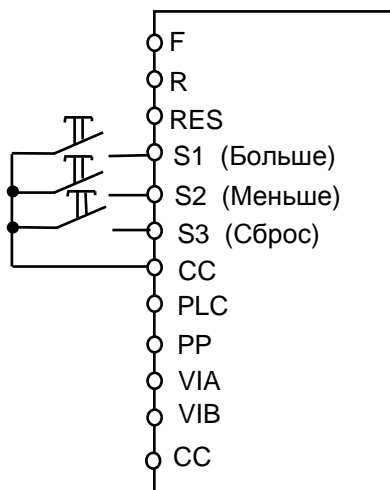 F
R
RES
S1 (Больше)
S2 (Меньше)
S3 (Сброс)
CC
PLC
PP
VIA
VIB
CC